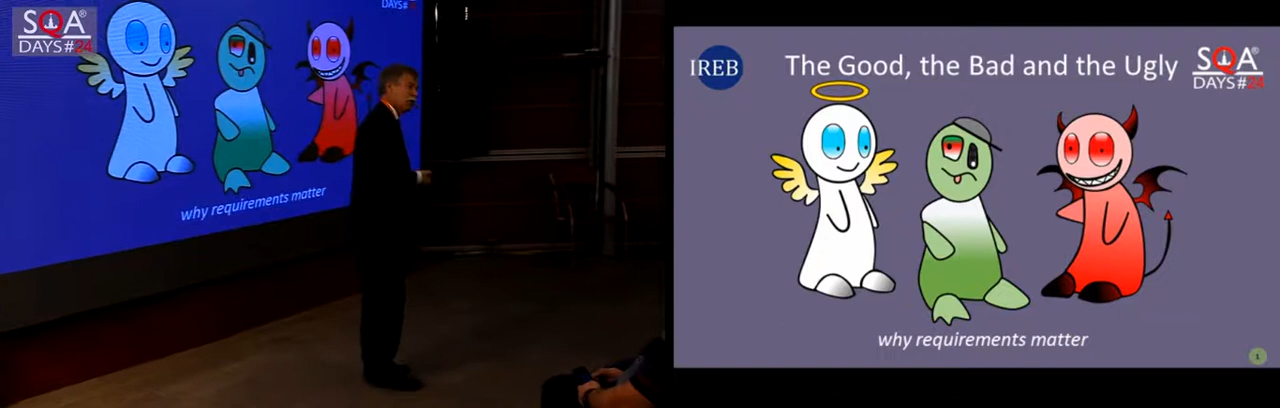 SQA®
DAYS#24
DAYS#
why requirements matter
IREB
The Good, the Bad and the Ugly
SQA®
DAYS#24
why requirements matter
1